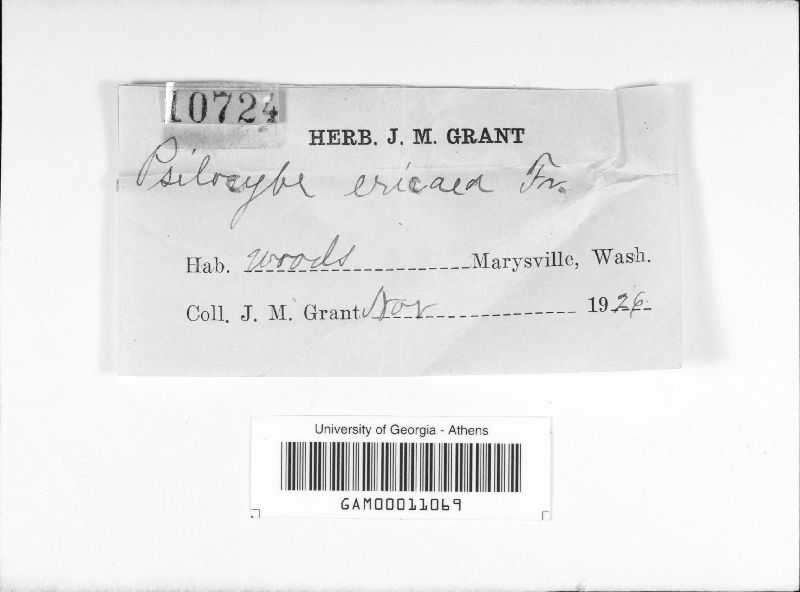 10724
HERB. J. M. GRANT
Psilocybe ericaea Fr.
Hab. woods Marysville, Wash.
Coll. J. M. Grant Nov 1926
University of Georgia - Athens
GAM00011069